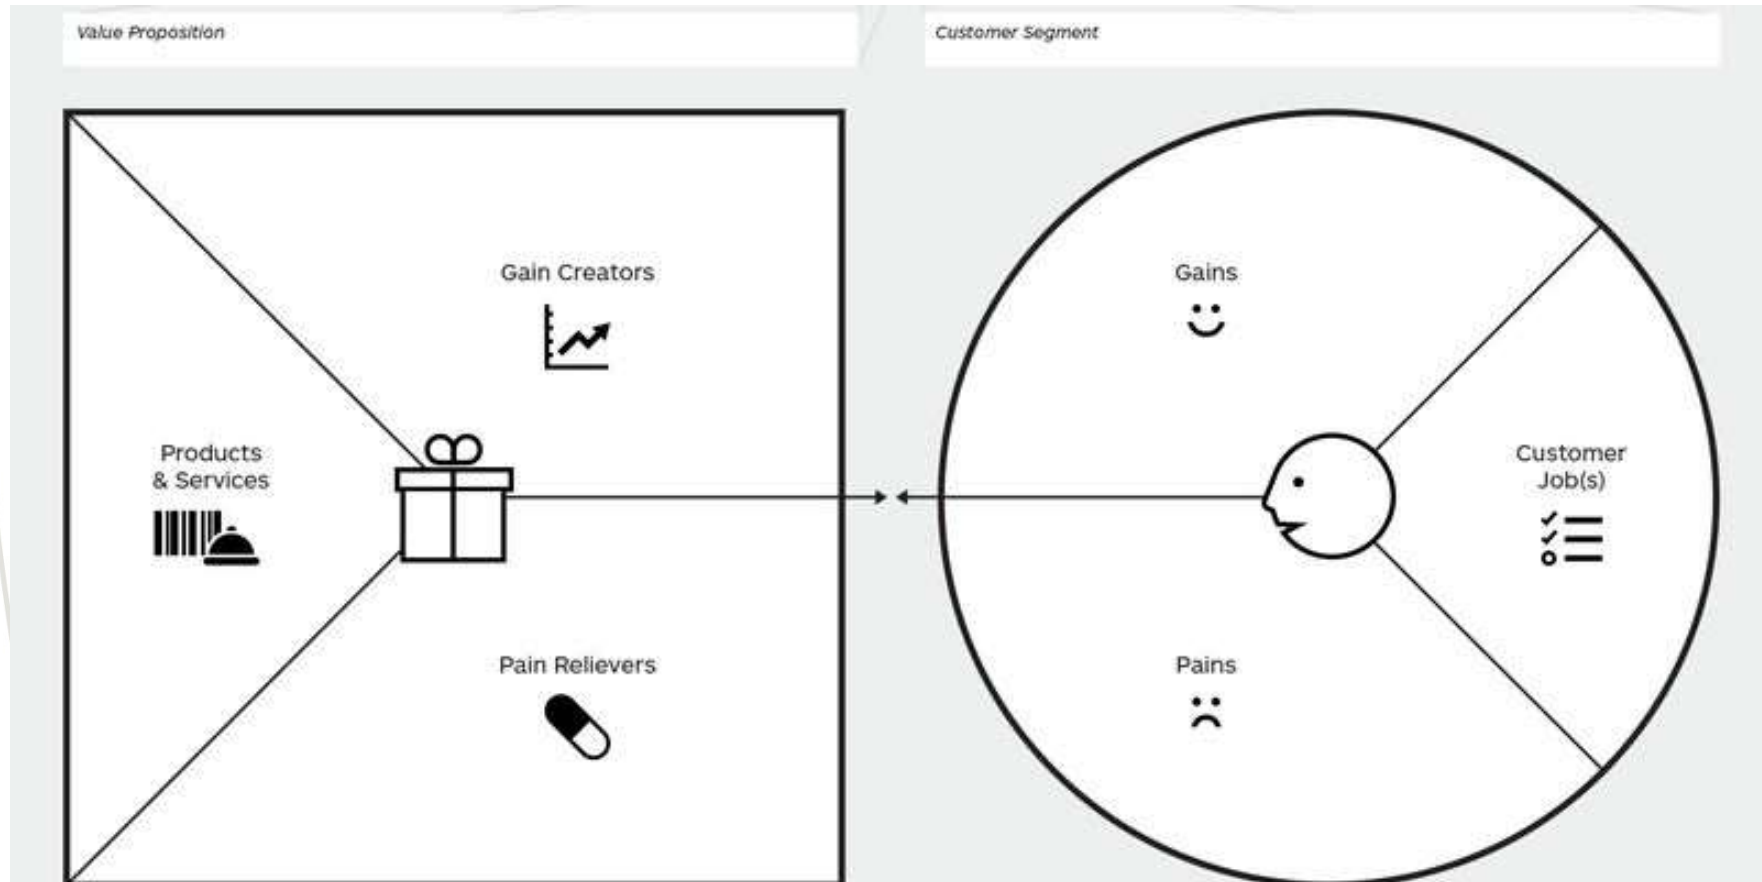 Value Proposition
Customer Segment
Gain Creators
Products
& Services
Pain Relievers
Gains
Customer
Job(s)
Pains